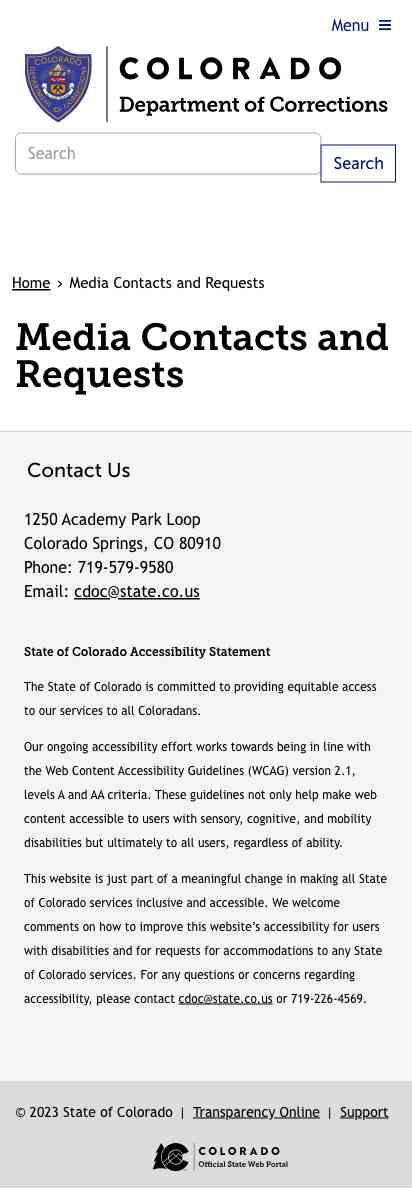 Menu
COLORADO
COLORADO
Department of Corrections
Search
Search
Home › Media Contacts and Requests
Media Contacts and
Requests
Contact Us
1250 Academy Park Loop
Colorado Springs, CO 80910
Phone: 719-579-9580
Email: cdoc@state.co.us
State of Colorado Accessibility Statement
The State of Colorado is committed to providing equitable access
to our services to all Coloradans.
Our ongoing accessibility effort works towards being in line with
the Web Content Accessibility Guidelines (WCAG) version 2.1,
levels A and AA criteria. These guidelines not only help make web
content accessible to users with sensory, cognitive, and mobility
disabilities but ultimately to all users, regardless of ability.
This website is just part of a meaningful change in making all State
of Colorado services inclusive and accessible. We welcome
comments on how to improve this website’s accessibility for users
with disabilities and for requests for accommodations to any State
of Colorado services. For any questions or concerns regarding
accessibility, please contact cdoc@state.co.us or 719-226-4569.
© 2023 State of Colorado | Transparency Online | Support
COLORADO
Official State Web Portal